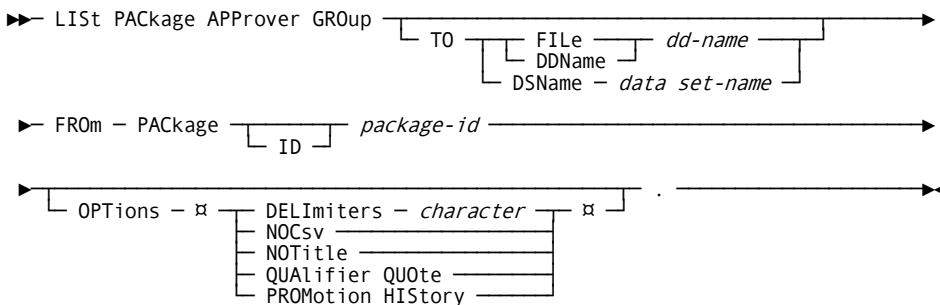 LISt PACkage APProver GROup
TO FILe dd-name
DDName
DSName data set-name
FROm PACkage package-id
ID
OPTions ¤ DELImiters character ¤ .
NOCsv
NOTitle
QUAlifier QUOte
PROMotion HIStory